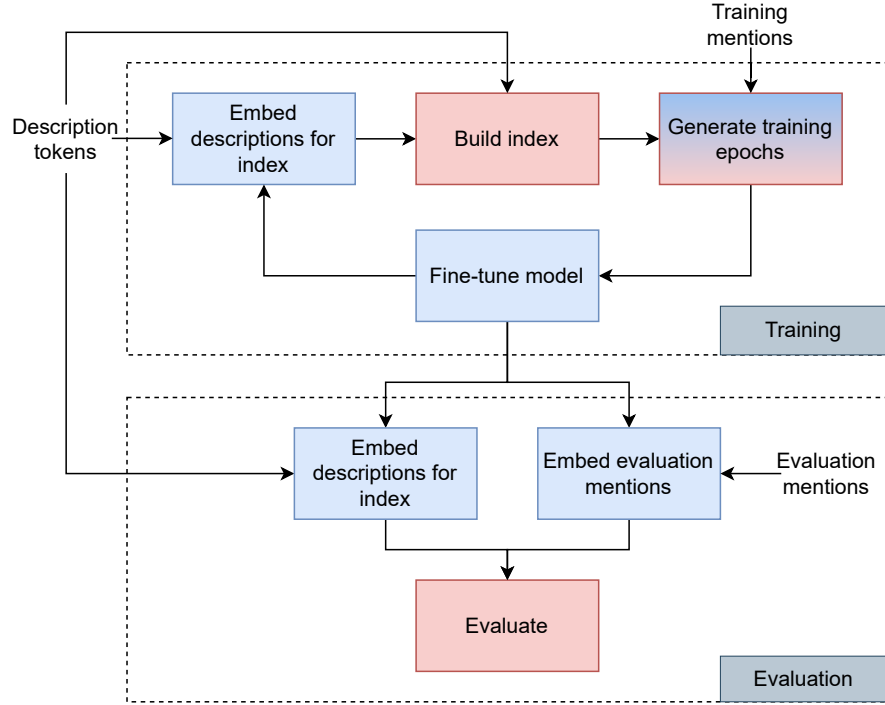 Training
mentions
Description
tokens
Embed
descriptions for
index
Build index
Generate training
epochs
Fine-tune model
Training
Embed
descriptions for
index
Embed evaluation
mentions
Evaluation
mentions
Evaluate
Evaluation